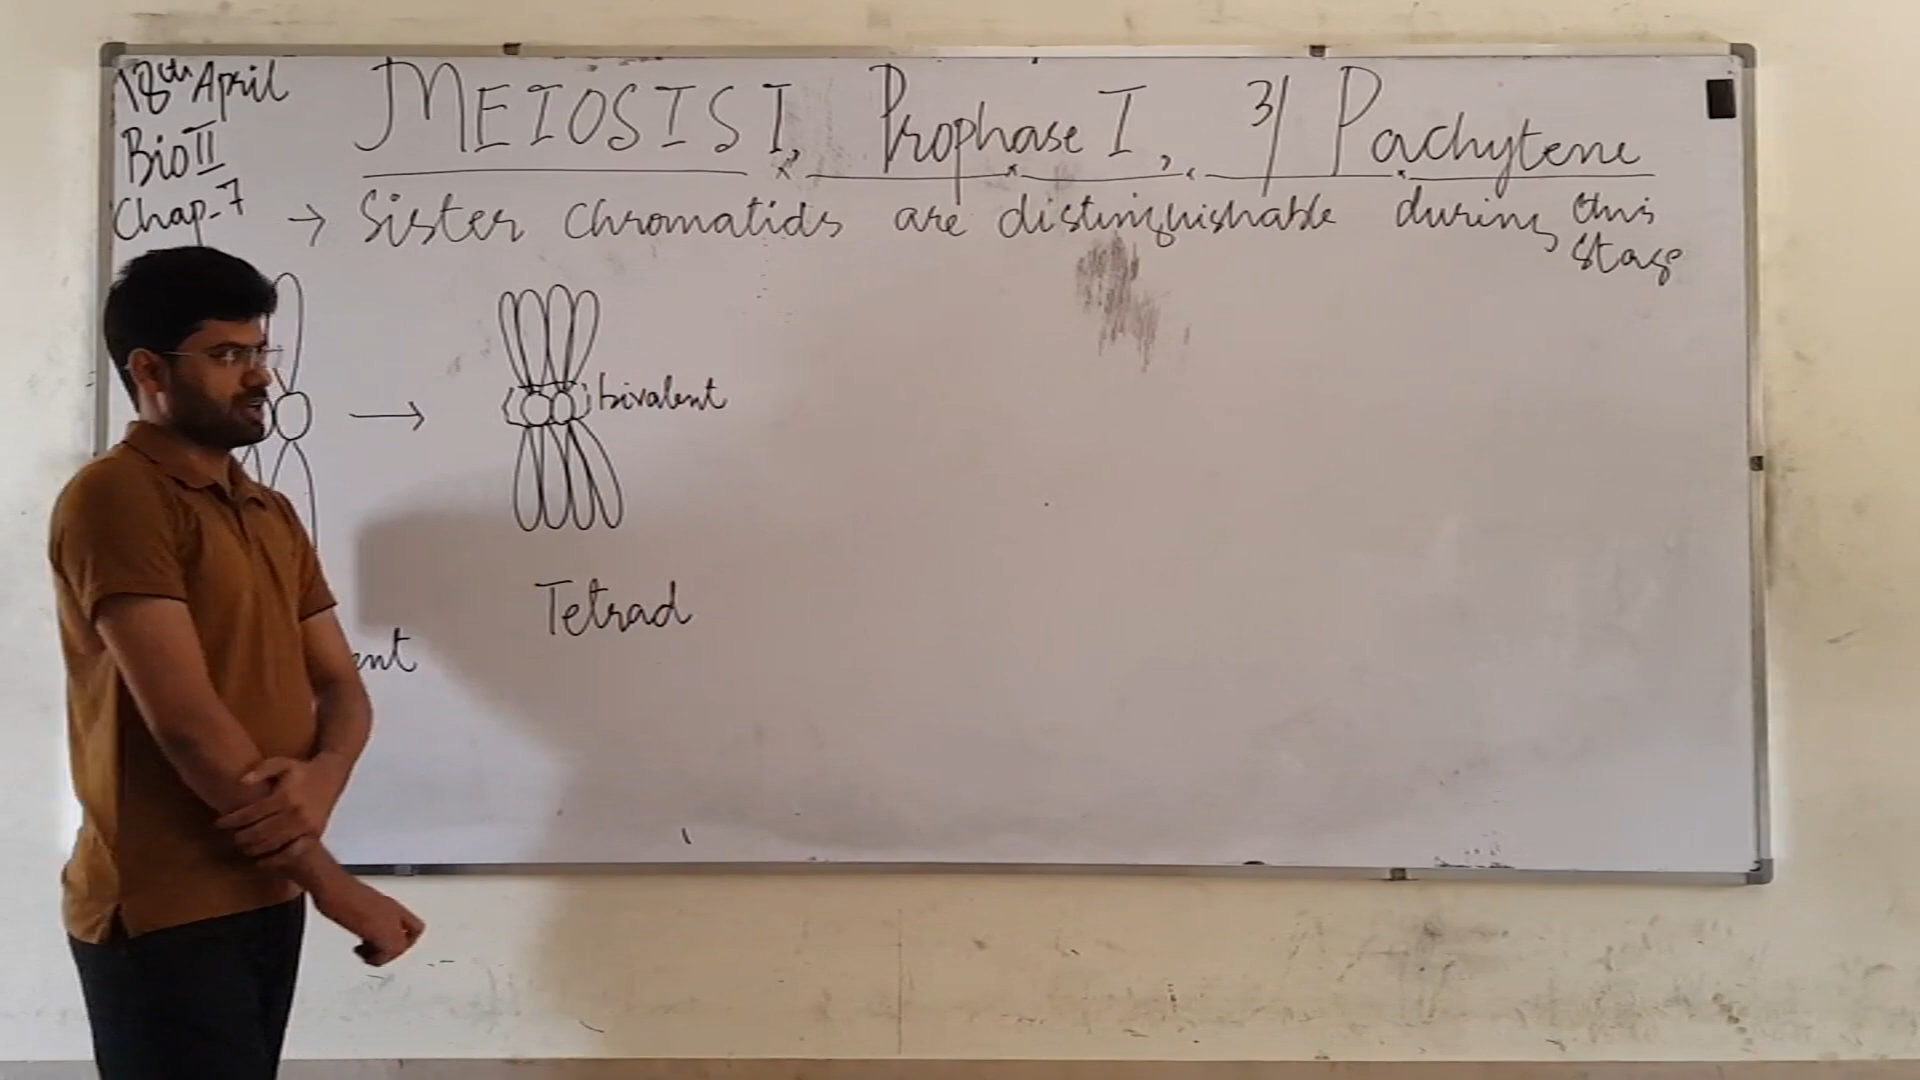 18th April
Bio II
Chap-7
MEIOSIS I, Prophase I, 3/ Pachytene
→ Sister chromatids are distinguishable during this
stage
bivalent
Tetrad
ent